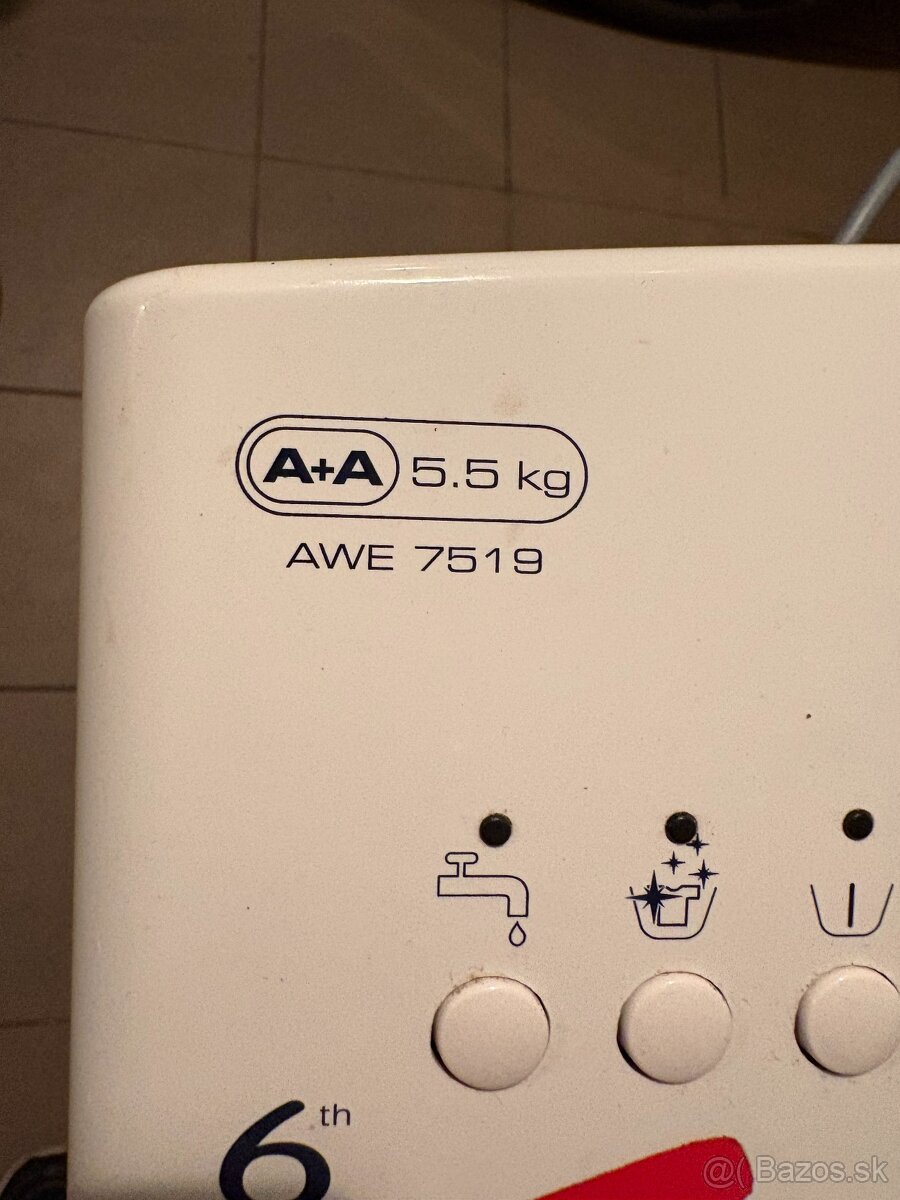 A+A 5.5 kg
AWE 7519
6th
@( Bazos.sk